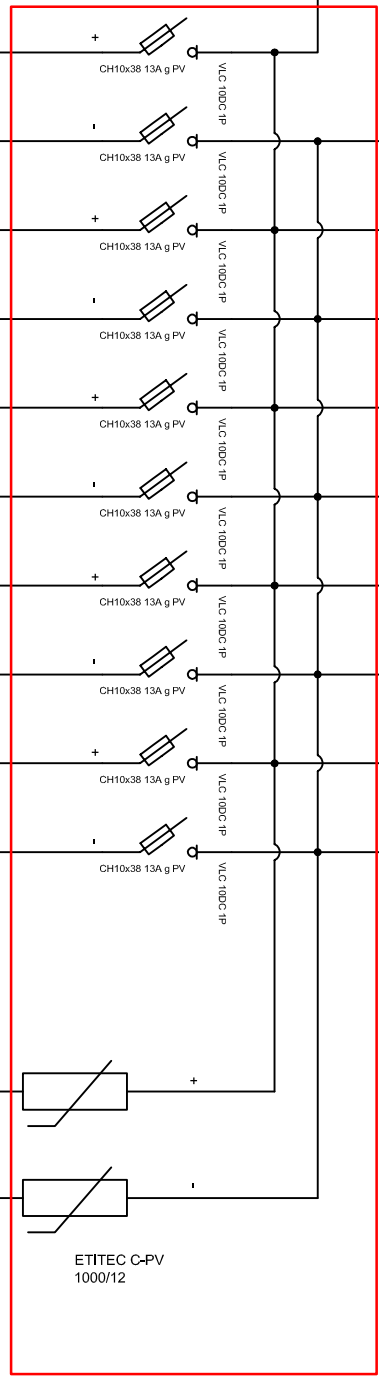 +
CH10x38 13A g PV
VLC 10DC 1P
-
CH10x38 13A g PV
VLC 10DC 1P
+
CH10x38 13A g PV
VLC 10DC 1P
-
CH10x38 13A g PV
VLC 10DC 1P
+
CH10x38 13A g PV
VLC 10DC 1P
-
CH10x38 13A g PV
VLC 10DC 1P
+
CH10x38 13A g PV
VLC 10DC 1P
-
CH10x38 13A g PV
VLC 10DC 1P
+
CH10x38 13A g PV
VLC 10DC 1P
-
CH10x38 13A g PV
VLC 10DC 1P
+
-
ETITEC C-PV
1000/12